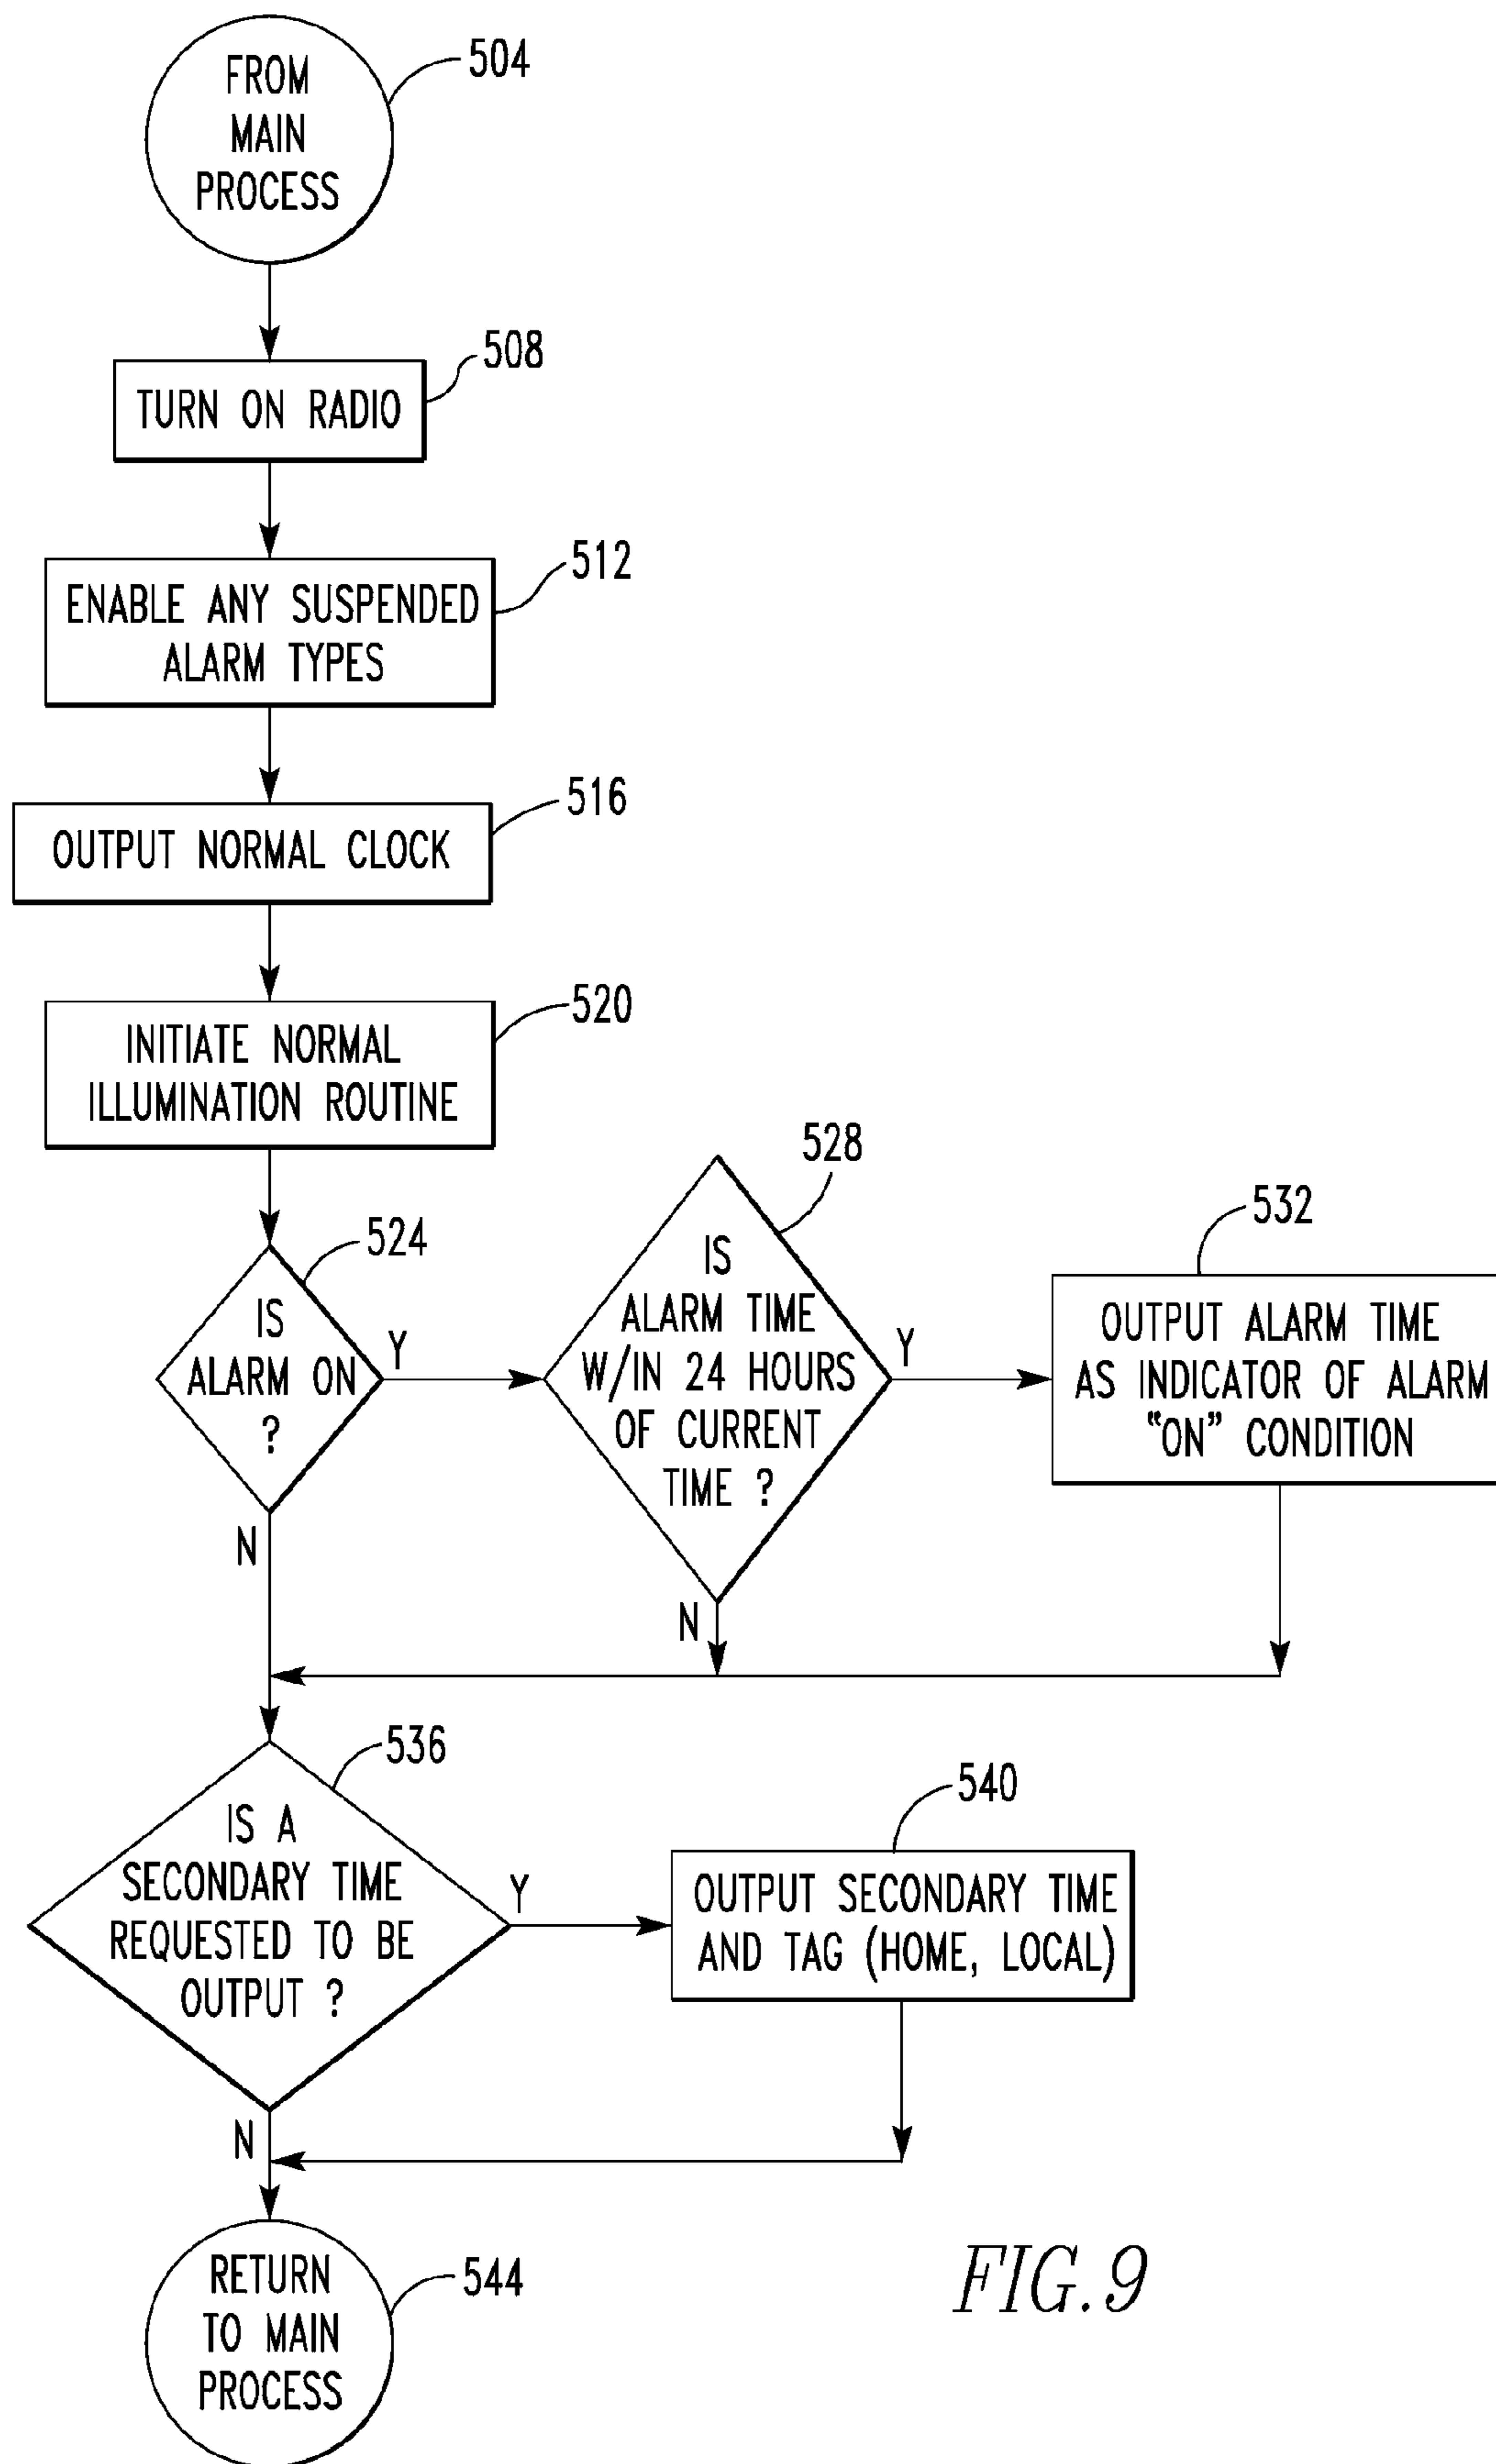 FROM
MAIN
PROCESS
504
TURN ON RADIO
508
ENABLE ANY SUSPENDED
ALARM TYPES
512
OUTPUT NORMAL CLOCK
516
INITIATE NORMAL
ILLUMINATION ROUTINE
520
IS
ALARM ON
?
524
Y
N
IS
ALARM TIME
W/IN 24 HOURS
OF CURRENT
TIME ?
528
Y
N
OUTPUT ALARM TIME
AS INDICATOR OF ALARM
“ON” CONDITION
532
IS A
SECONDARY TIME
REQUESTED TO BE
OUTPUT ?
536
Y
N
OUTPUT SECONDARY TIME
AND TAG (HOME, LOCAL)
540
RETURN
TO MAIN
PROCESS
544
FIG. 9